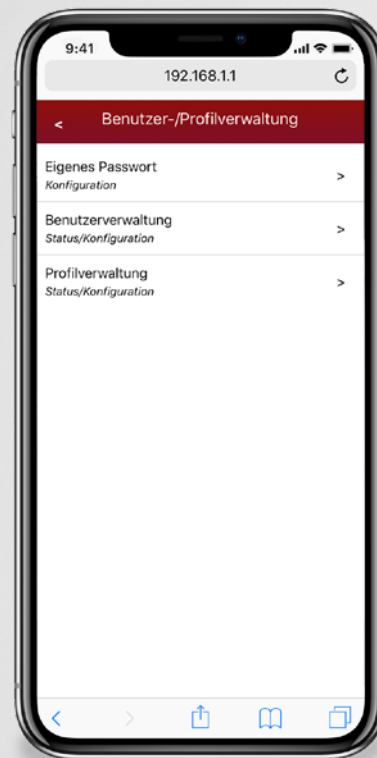 9:41
192.168.1.1
< Benutzer-/Profilverwaltung
Eigenes Passwort
Konfiguration
>
Benutzerverwaltung
Status/Konfiguration
>
Profilverwaltung
Status/Konfiguration
>